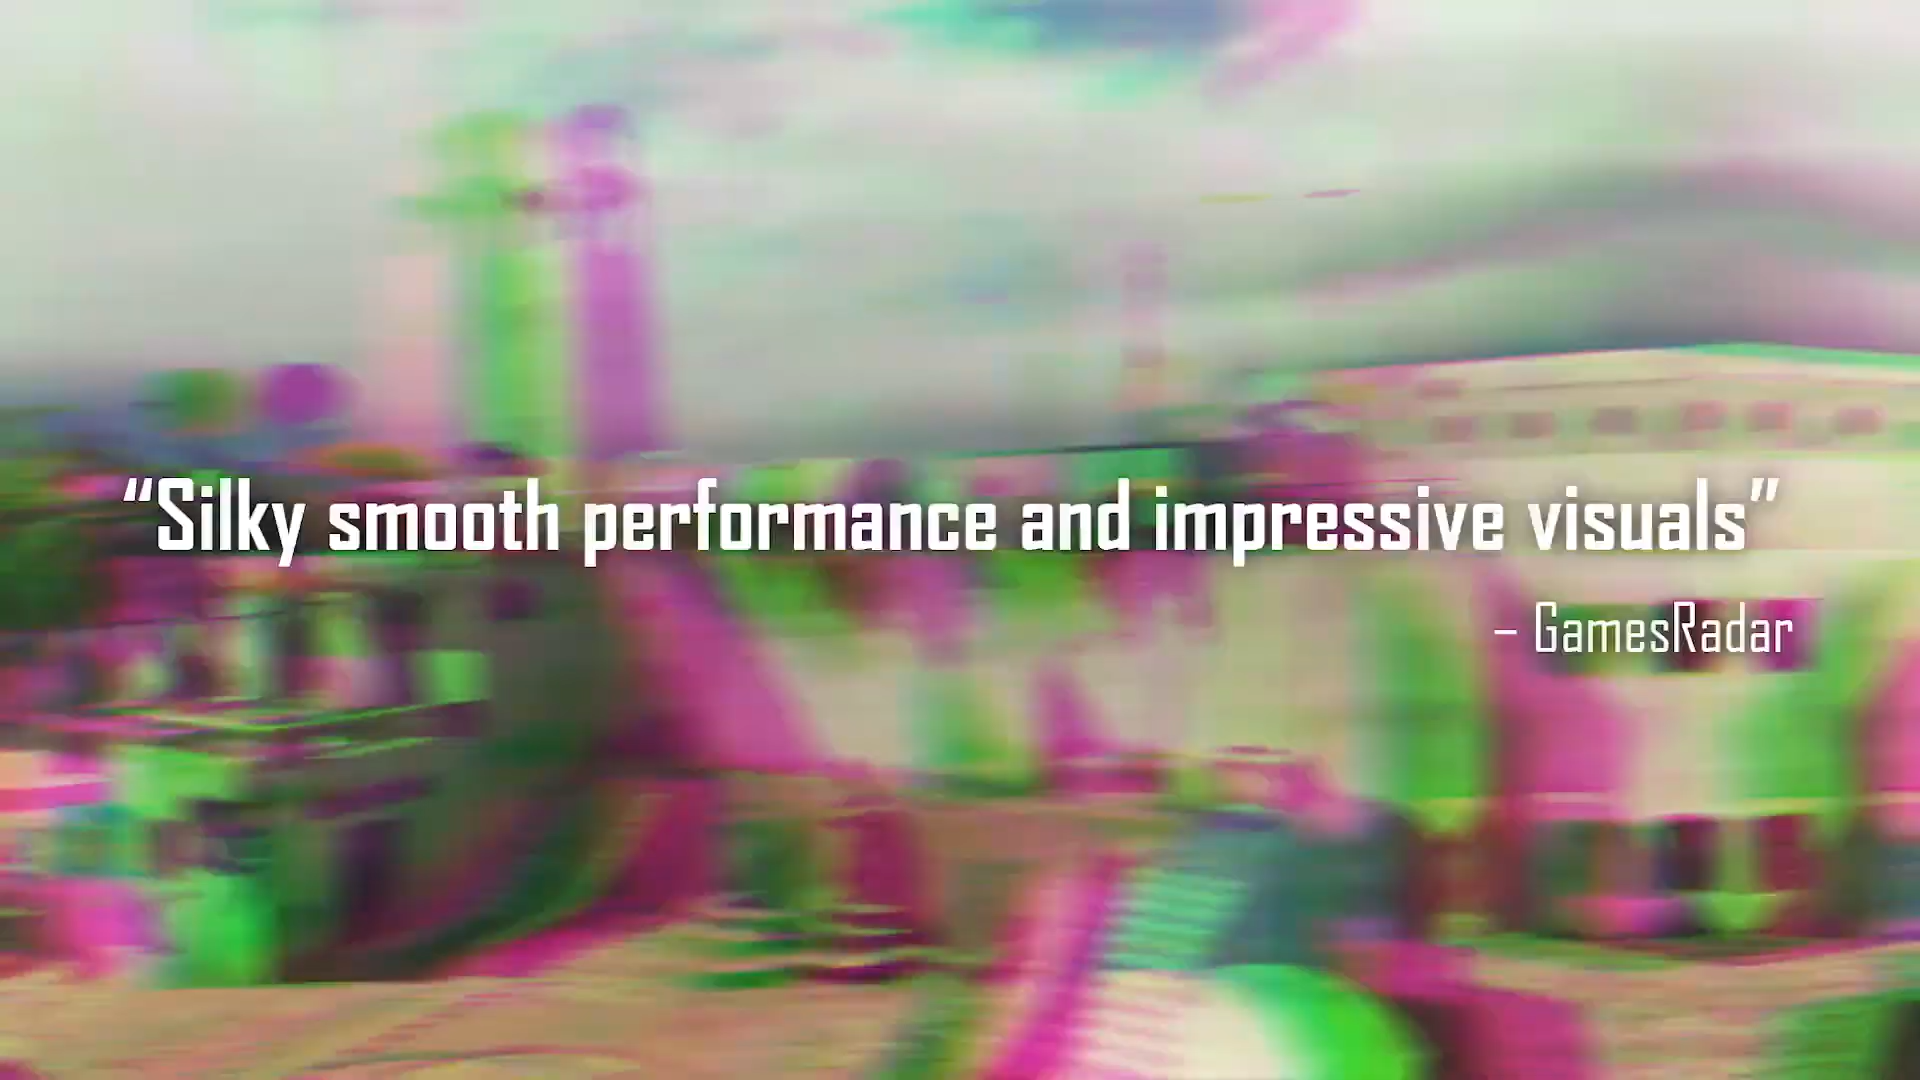 “Silky smooth performance and impressive visuals”
– GamesRadar